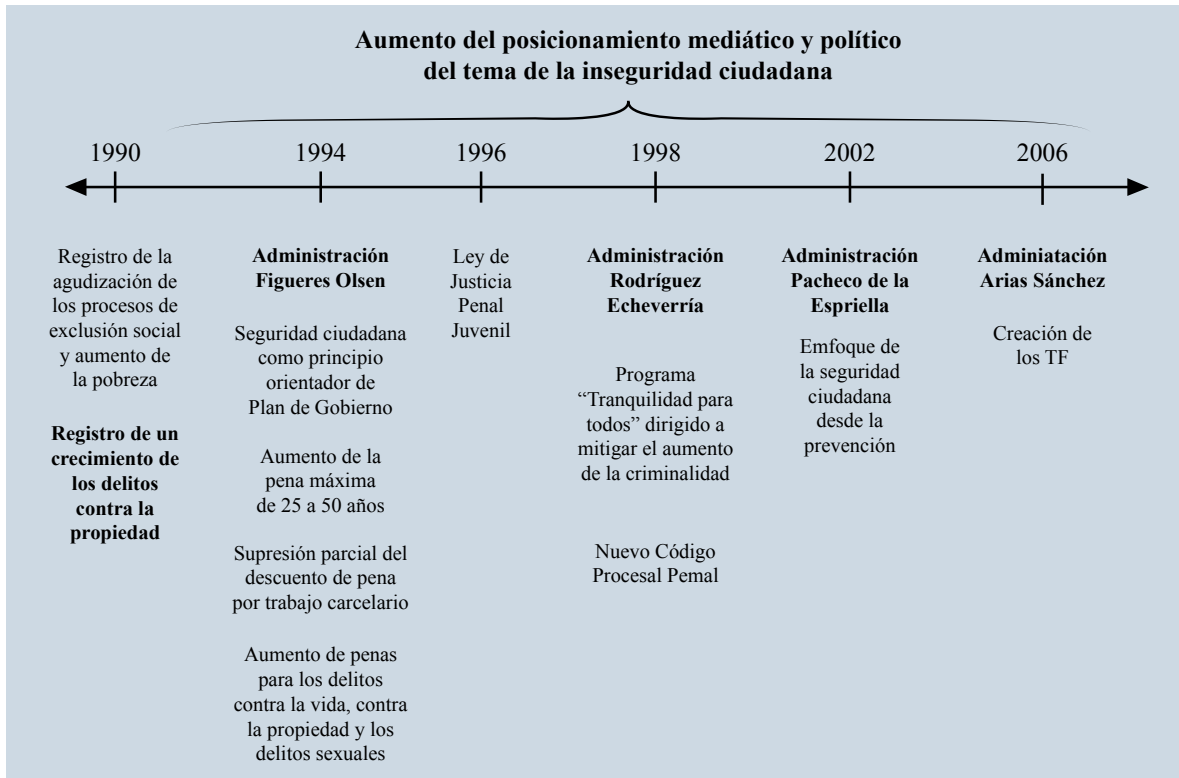 Aumento del posicionamiento mediático y político
del tema de la inseguridad ciudadana
1990
1994
1996
1998
2002
2006
Registro de la
agudización de
los procesos de
exclusión social
y aumento de
la pobreza
Registro de un
crecimiento de
los delitos
contra la
propiedad
Administración
Figueres Olsen
Seguridad ciudadana
como principio
orientador de
Plan de Gobierno
Aumento de la
pena máxima
de 25 a 50 años
Supresión parcial del
descuento de pena
por trabajo carcelario
Aumento de penas
para los delitos
contra la vida, contra
la propiedad y los
delitos sexuales
Ley de
Justicia
Penal
Juvenil
Administración
Rodríguez
Echeverría
Programa
“Tranquilidad para
todos” dirigido a
mitigar el aumento
de la criminalidad
Nuevo Código
Procesal Pemal
Administración
Pacheco de la
Espriella
Emfoque de
la seguridad
ciudadana
desde la
prevención
Adminiatación
Arias Sánchez
Creación de
los TF